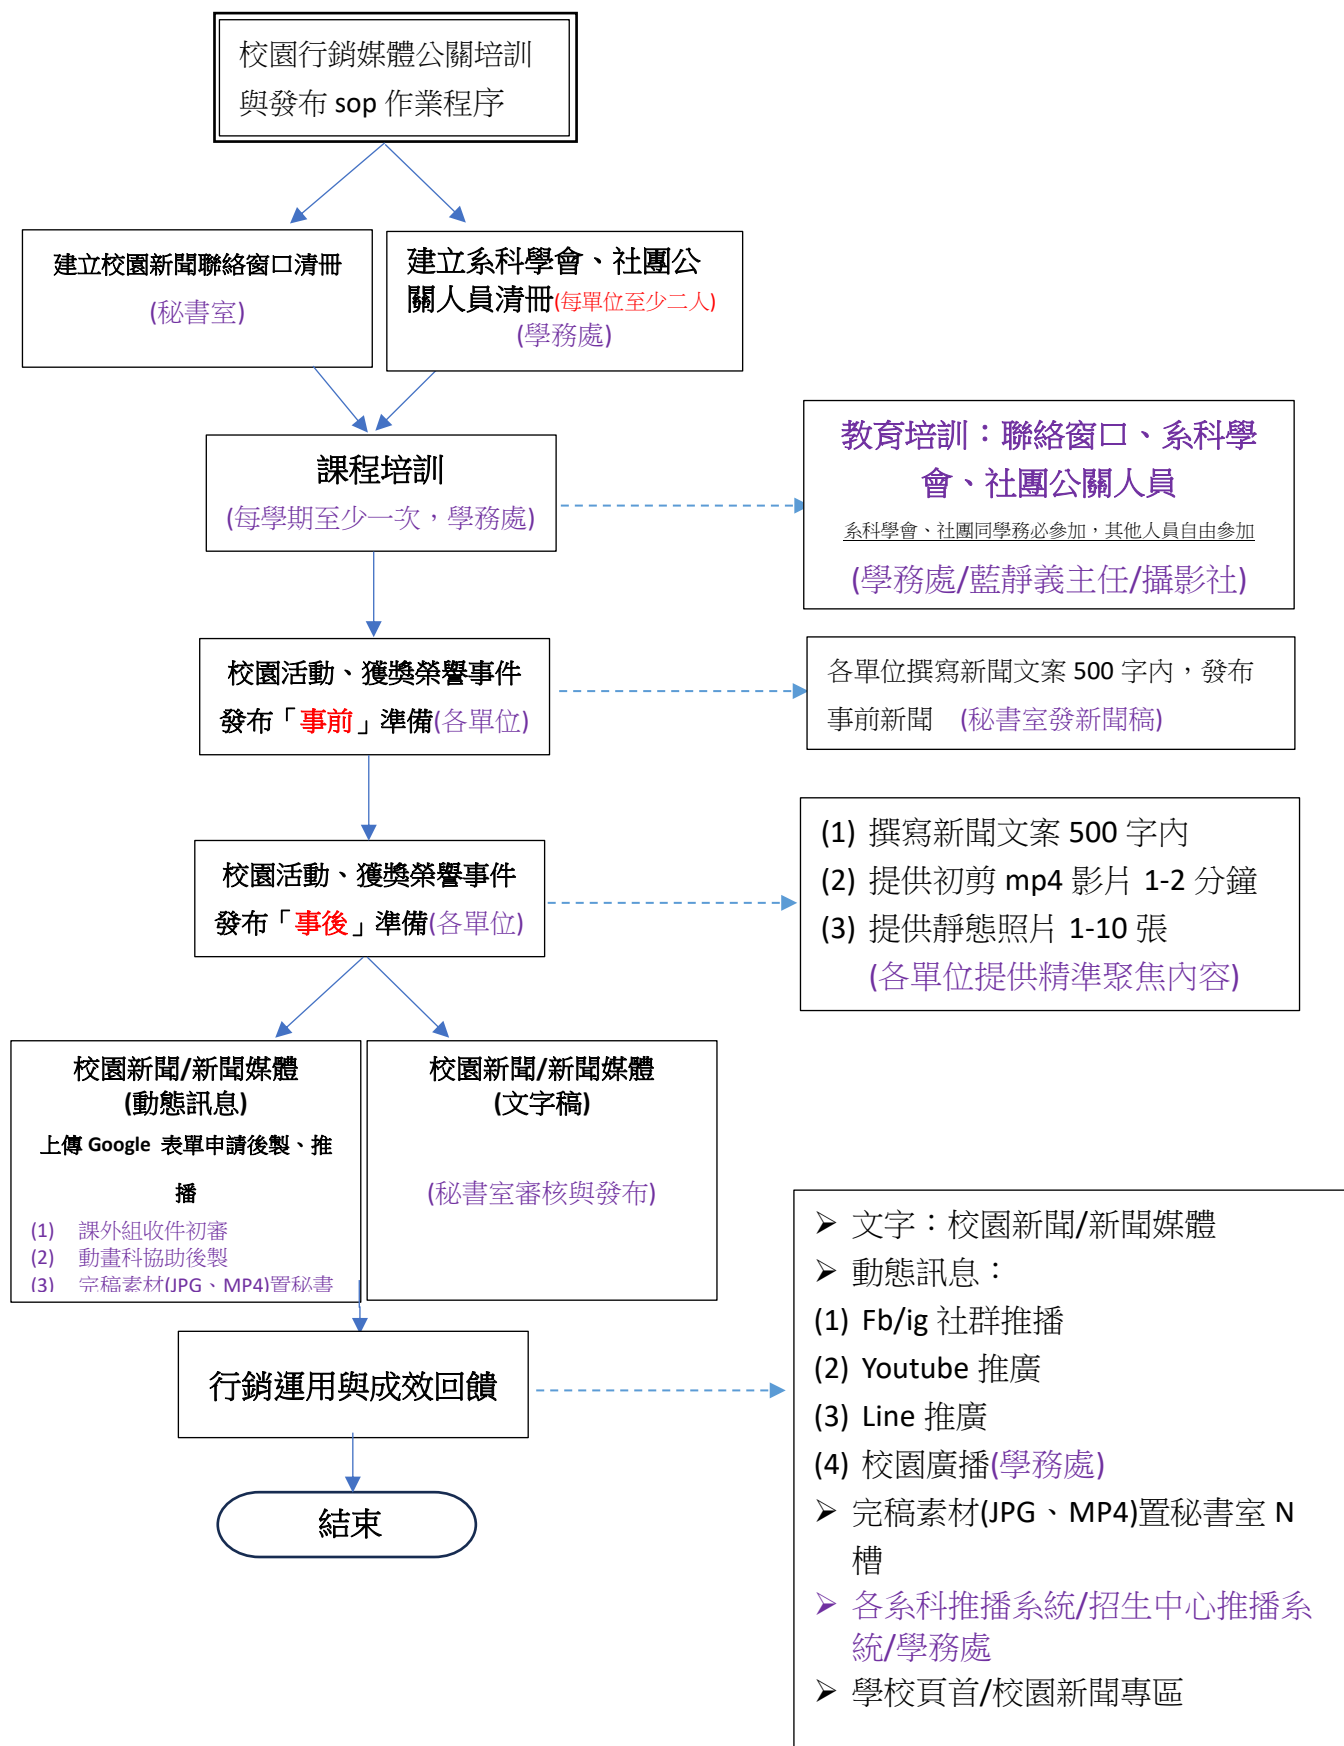 校園行銷媒體公關培訓
與發布 sop 作業程序
建立校園新聞聯絡窗口清冊
(秘書室)
建立系科學會、社團公
關人員清冊(每單位至少二人)
(學務處)
課程培訓
(每學期至少一次，學務處)
教育培訓：聯絡窗口、系科學
會、社團公關人員
系科學會、社團同學務必參加，其他人員自由參加
(學務處/藍靜義主任/攝影社)
校園活動、獲獎榮譽事件
發布「事前」準備(各單位)
各單位撰寫新聞文案 500 字內，發布
事前新聞 (秘書室發新聞稿)
校園活動、獲獎榮譽事件
發布「事後」準備(各單位)
(1) 撰寫新聞文案 500 字內
(2) 提供初剪 mp4 影片 1-2 分鐘
(3) 提供靜態照片 1-10 張
(各單位提供精準聚焦內容)
校園新聞/新聞媒體
(動態訊息)
上傳 Google 表單申請後製、推
播
(1) 課外組收件初審
(2) 動畫科協助後製
(3) 完稿素材(JPG、MP4)置秘書
校園新聞/新聞媒體
(文字稿)
(秘書室審核與發布)
行銷運用與成效回饋
➢ 文字：校園新聞/新聞媒體
➢ 動態訊息：
(1) Fb/ig 社群推播
(2) Youtube 推廣
(3) Line 推廣
(4) 校園廣播(學務處)
➢ 完稿素材(JPG、MP4)置秘書室 N
槽
➢ 各系科推播系統/招生中心推播系
統/學務處
➢ 學校頁首/校園新聞專區
結束